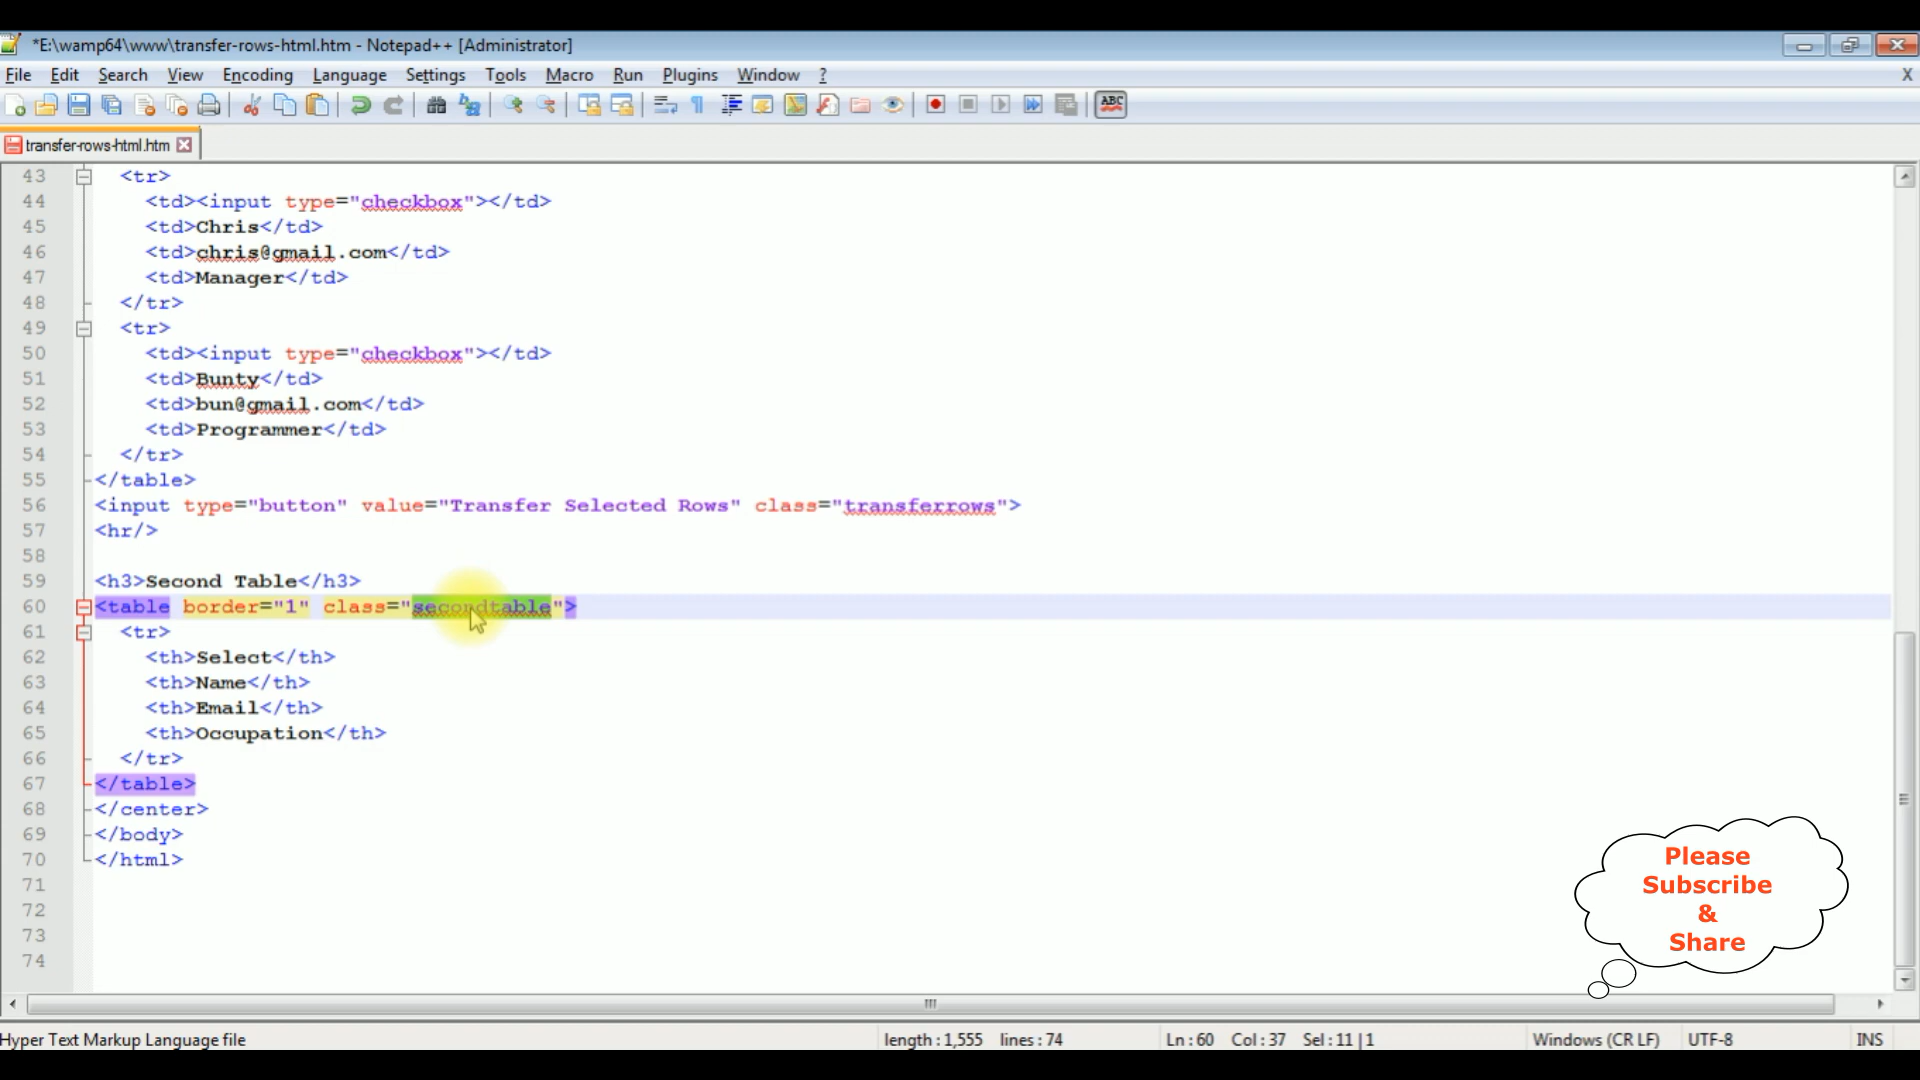 *E:\wamp64\www\transfer-rows-html.htm - Notepad++ [Administrator]
File Edit Search View Encoding Language Settings Tools Macro Run Plugins Window ? X
ABC
transfer-rows-html.htm
43 <tr>
44 <td><input type="checkbox"></td>
45 <td>Chris</td>
46 <td>chris@gmail.com</td>
47 <td>Manager</td>
48 </tr>
49 <tr>
50 <td><input type="checkbox"></td>
51 <td>Bunty</td>
52 <td>bun@gmail.com</td>
53 <td>Programmer</td>
54 </tr>
55 </table>
56 <input type="button" value="Transfer Selected Rows" class="transferrows">
57 <hr/>
58
59 <h3>Second Table</h3>
60 <table border="1" class="secondtable">
61 <tr>
62 <th>Select</th>
63 <th>Name</th>
64 <th>Email</th>
65 <th>Occupation</th>
66 </tr>
67 </table>
68 </center>
69 </body>
70 </html>
71
72
73
74
Please
Subscribe
&
Share
Hyper Text Markup Language file length : 1,555 lines : 74 Ln : 60 Col : 37 Sel : 11 | 1 Windows (CR LF) UTF-8 INS